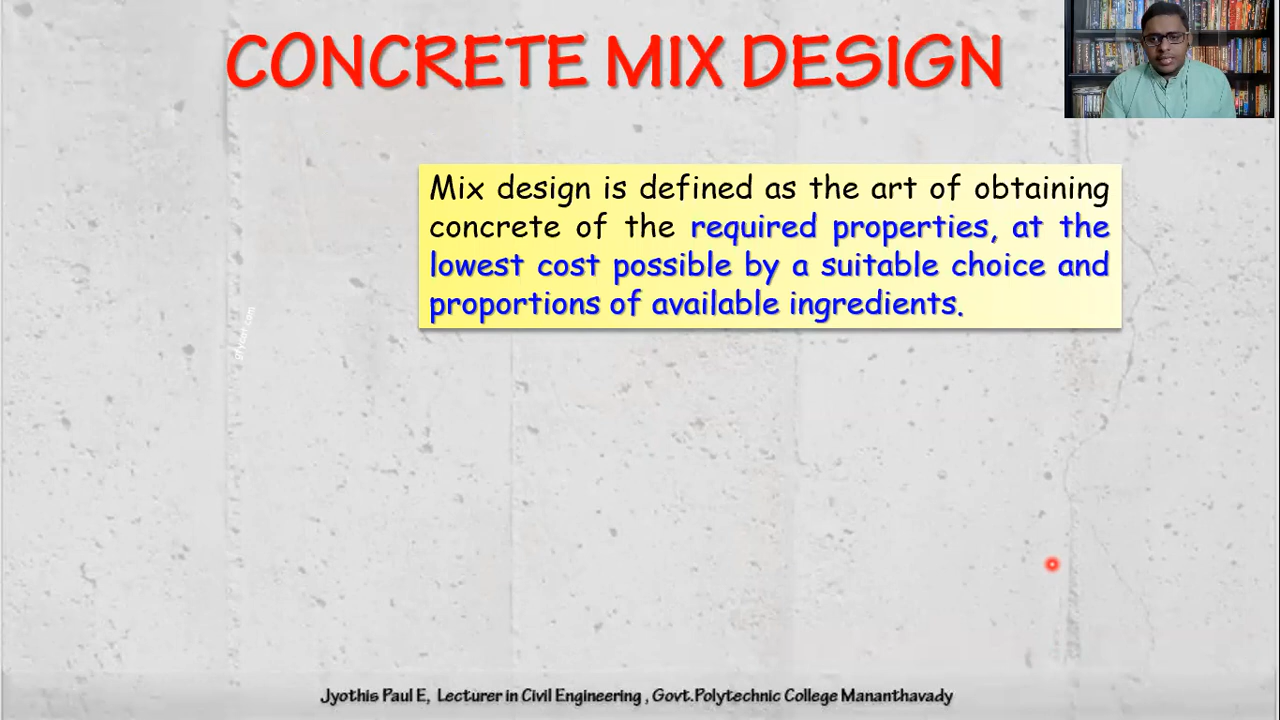 CONCRETE MIX DESIGN
Mix design is defined as the art of obtaining
concrete of the required properties, at the
lowest cost possible by a suitable choice and
proportions of available ingredients.
Jyothis Paul E, Lecturer in Civil Engineering , Govt.Polytechnic College Mananthavady